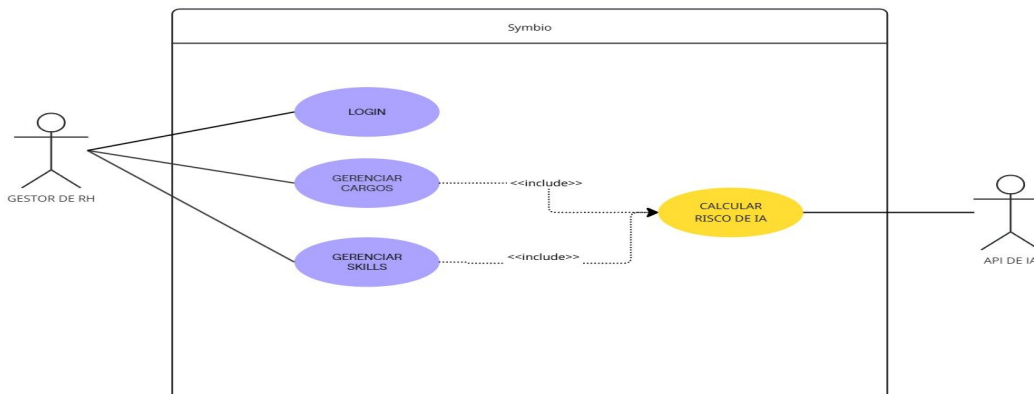 Symbio
LOGIN
GERENCIAR
CARGOS
<<include>>
GESTOR DE RH
CALCULAR
RISCO DE IA
GERENCIAR
SKILLS
<<include>>
API DE IA